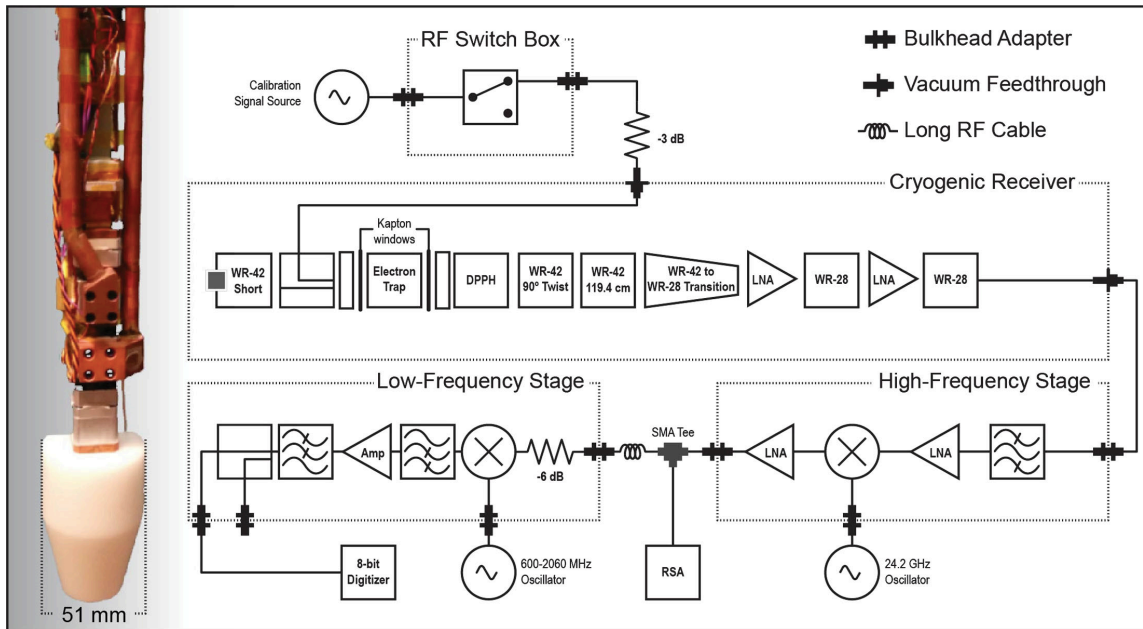 RF Switch Box
Calibration
Signal Source
-3 dB
Bulkhead Adapter
Vacuum Feedthrough
Long RF Cable
Cryogenic Receiver
Kapton
windows
WR-42
Short
Electron
Trap
DPPH
WR-42
90º Twist
WR-42
119.4 cm
WR-42 to
WR-28 Transition
LNA
WR-28
LNA
WR-28
Low-Frequency Stage
High-Frequency Stage
Amp
-6 dB
SMA Tee
LNA
LNA
8-bit
Digitizer
600-2060 MHz
Oscillator
RSA
24.2 GHz
Oscillator
51 mm